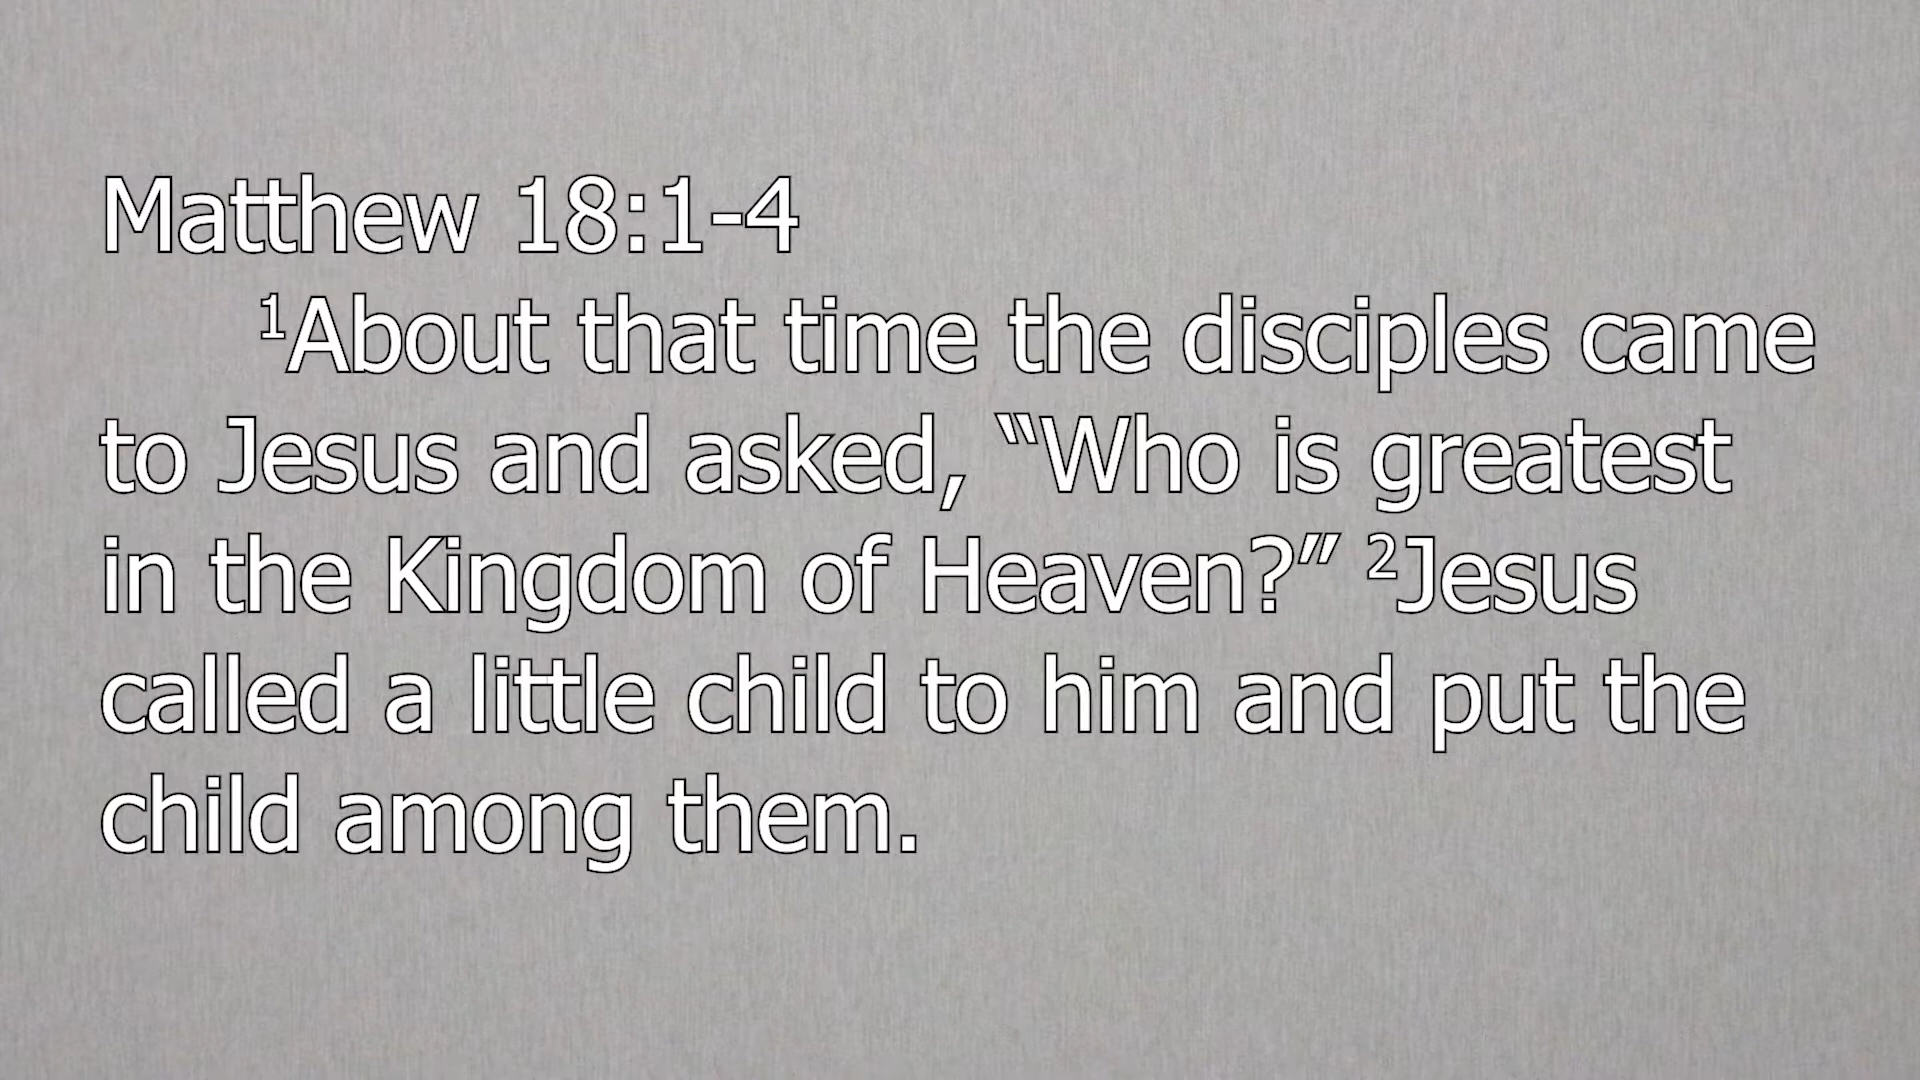 Matthew 18:1-4
¹About that time the disciples came
to Jesus and asked, “Who is greatest
in the Kingdom of Heaven?” ²Jesus
called a little child to him and put the
child among them.